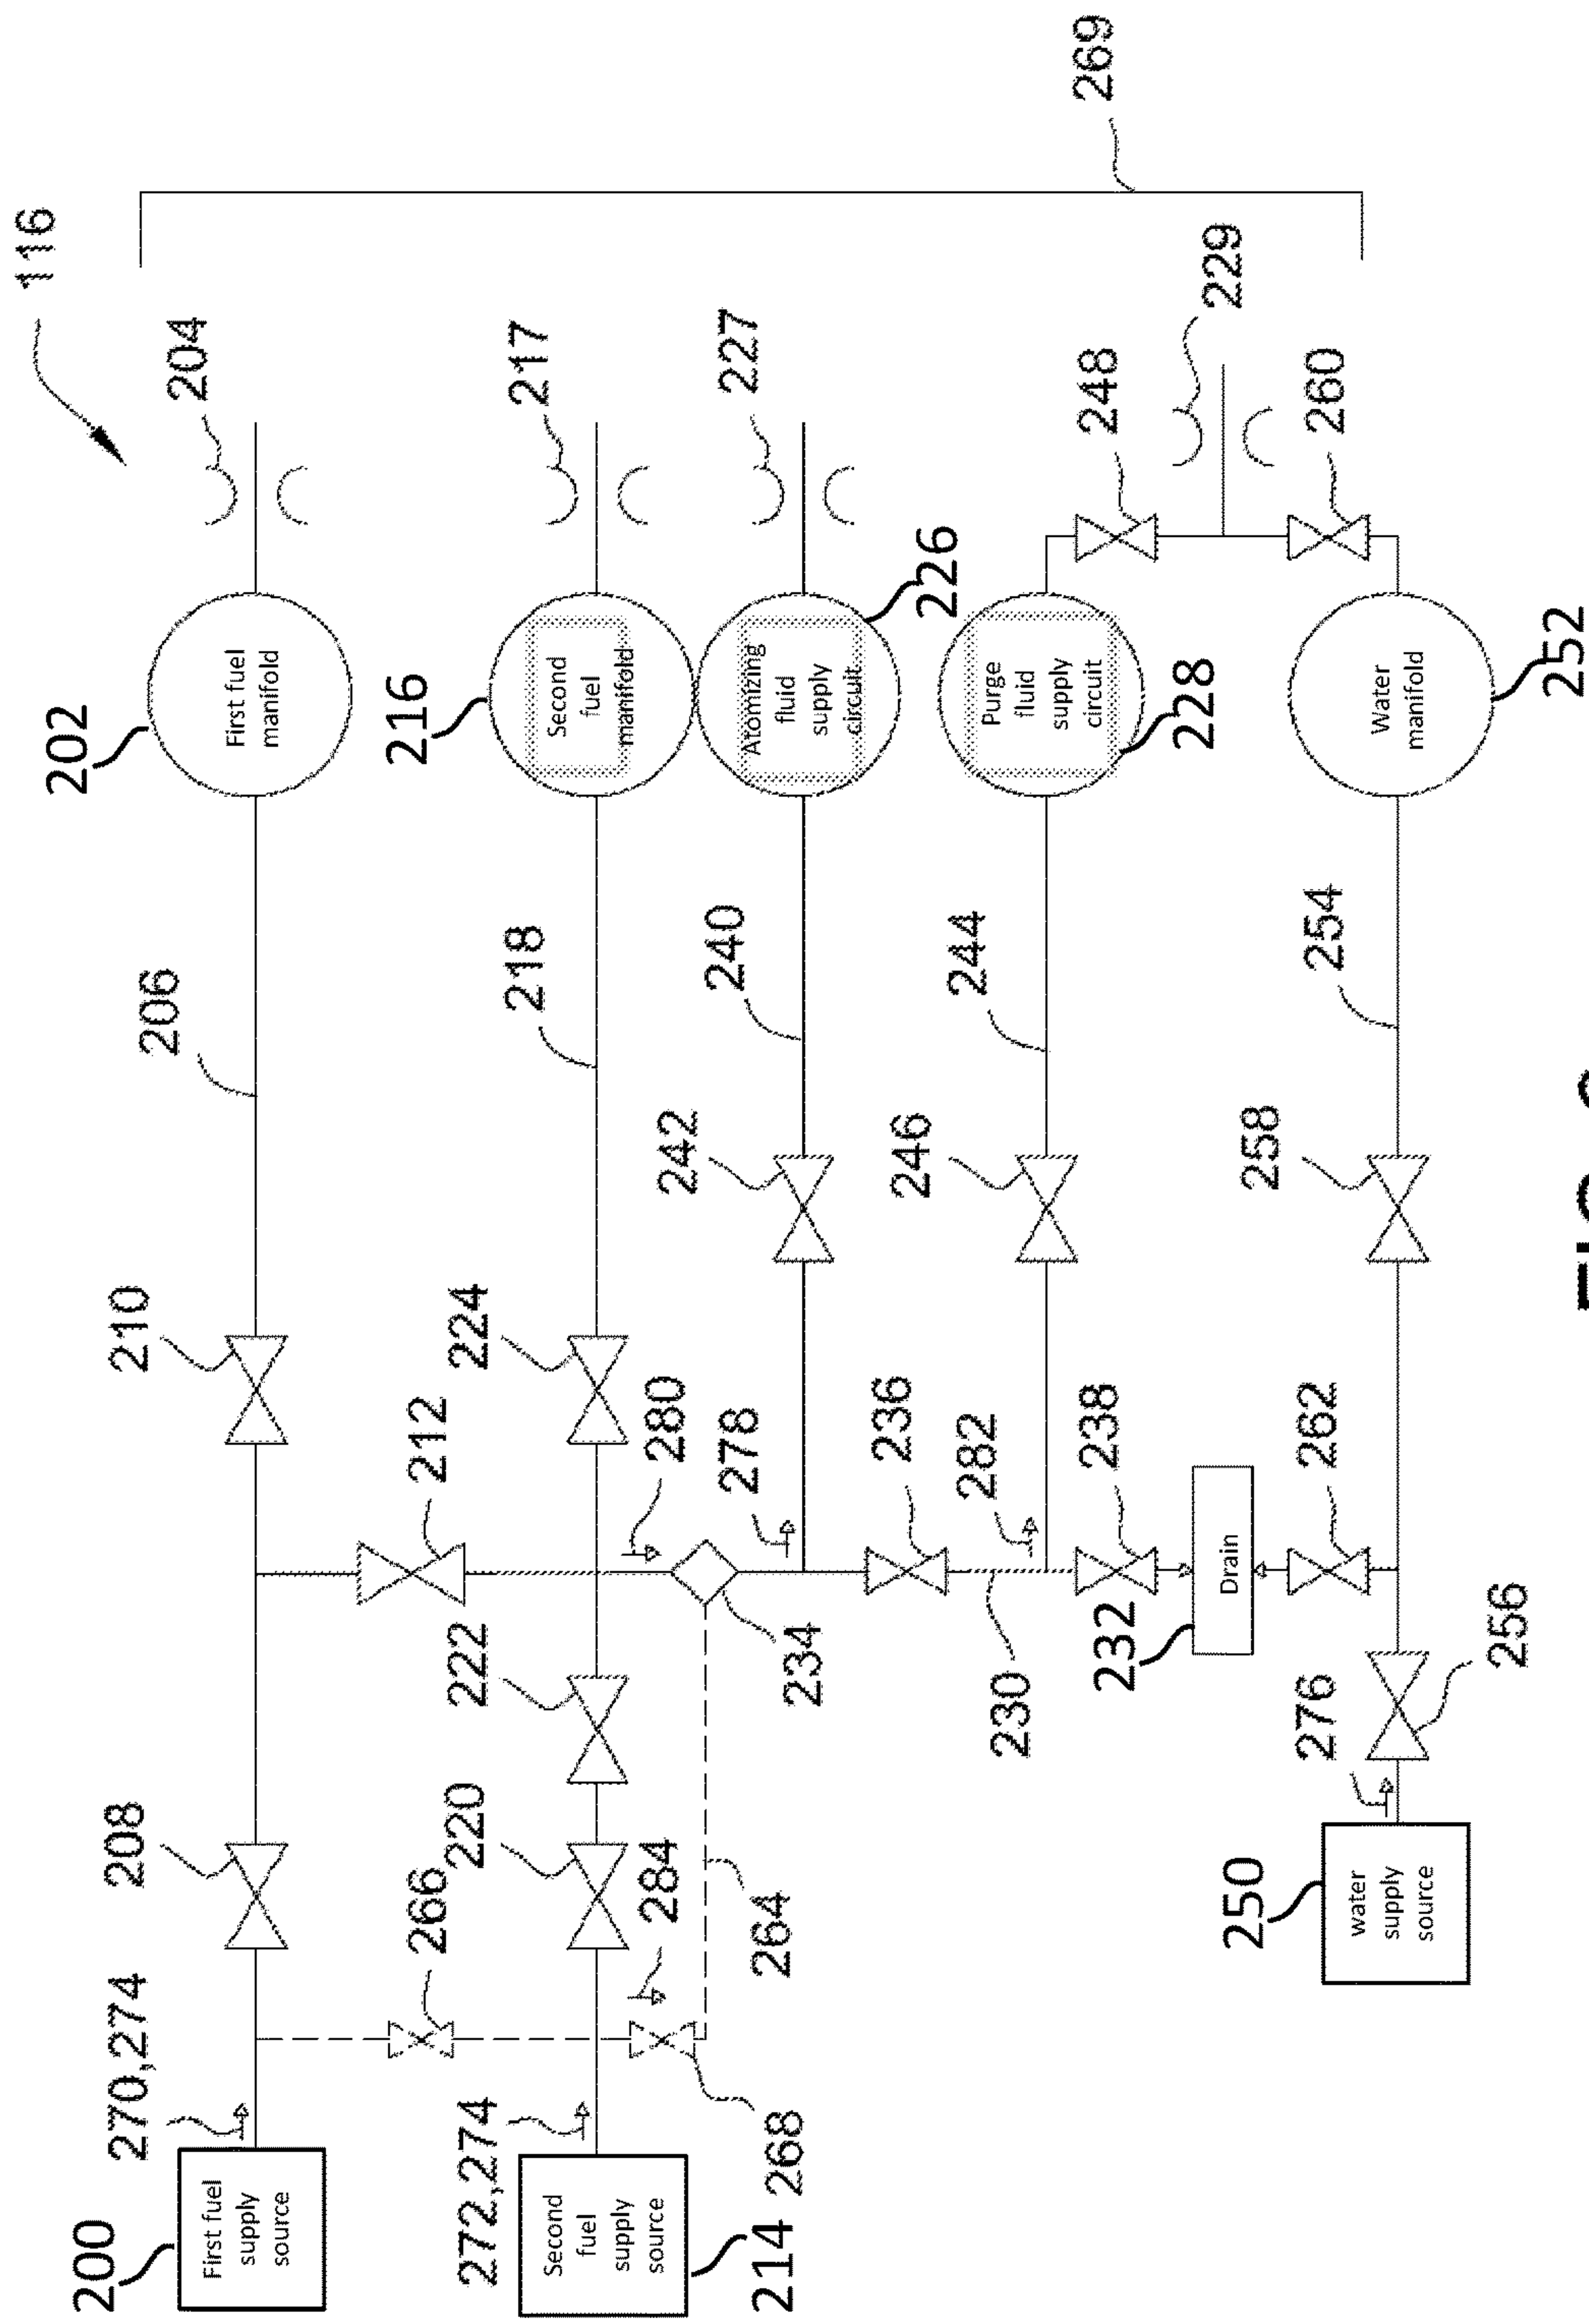 116
269
204
217
227
229
248
260
202
First fuel
manifold
216
Second
fuel
manifold
Atomizing
fluid
supply
circuit
226
Purge
fluid
supply
circuit
228
Water
manifold
252
206
218
240
244
254
210
224
242
246
258
212
280
278
236
282
238
262
222
234
230
232
Drain
276
256
208
266
220
284
264
250
water
supply
source
270,274
272,274
268
200
First fuel
supply
source
Second
fuel
supply
source
214